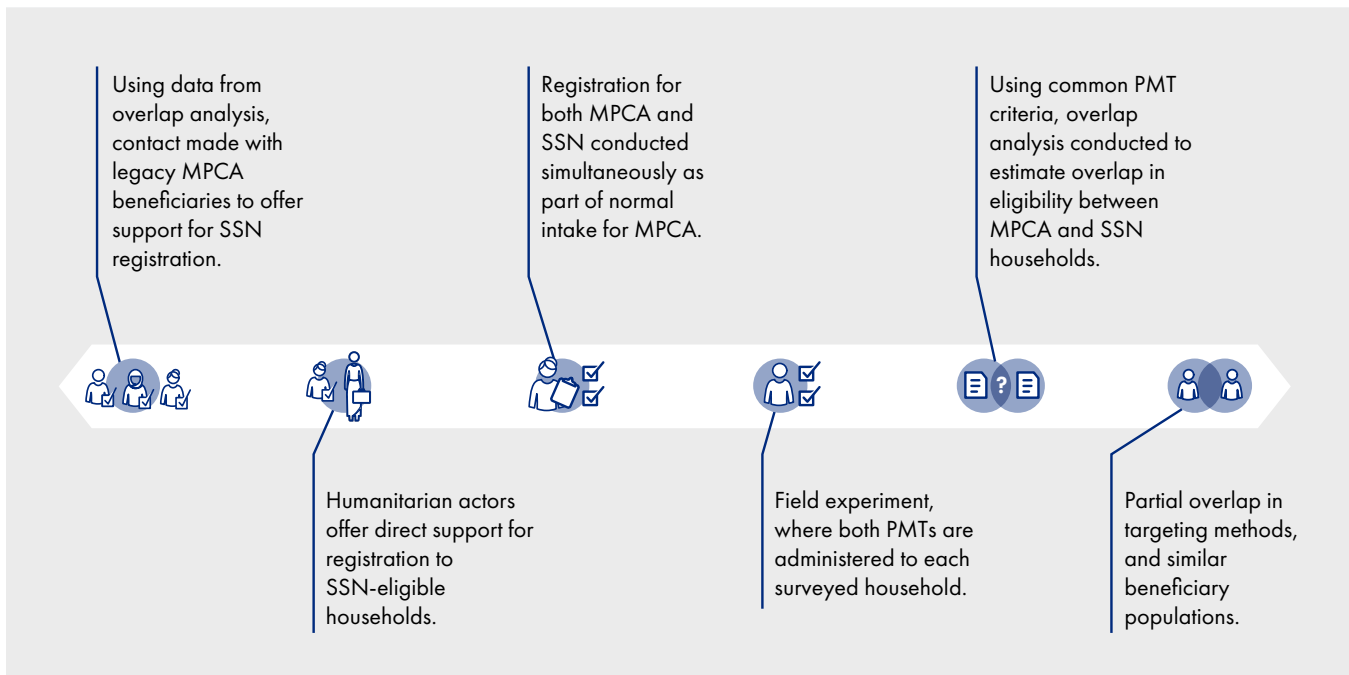 Using data from
overlap analysis,
contact made with
legacy MPCA
beneficiaries to offer
support for SSN
registration.
Humanitarian actors
offer direct support for
registration to
SSN-eligible
households.
Registration for
both MPCA and
SSN conducted
simultaneously as
part of normal
intake for MPCA.
Field experiment,
where both PMTs are
administered to each
surveyed household.
Using common PMT
criteria, overlap
analysis conducted to
estimate overlap in
eligibility between
MPCA and SSN
households.
?
Partial overlap in
targeting methods,
and similar
beneficiary
populations.